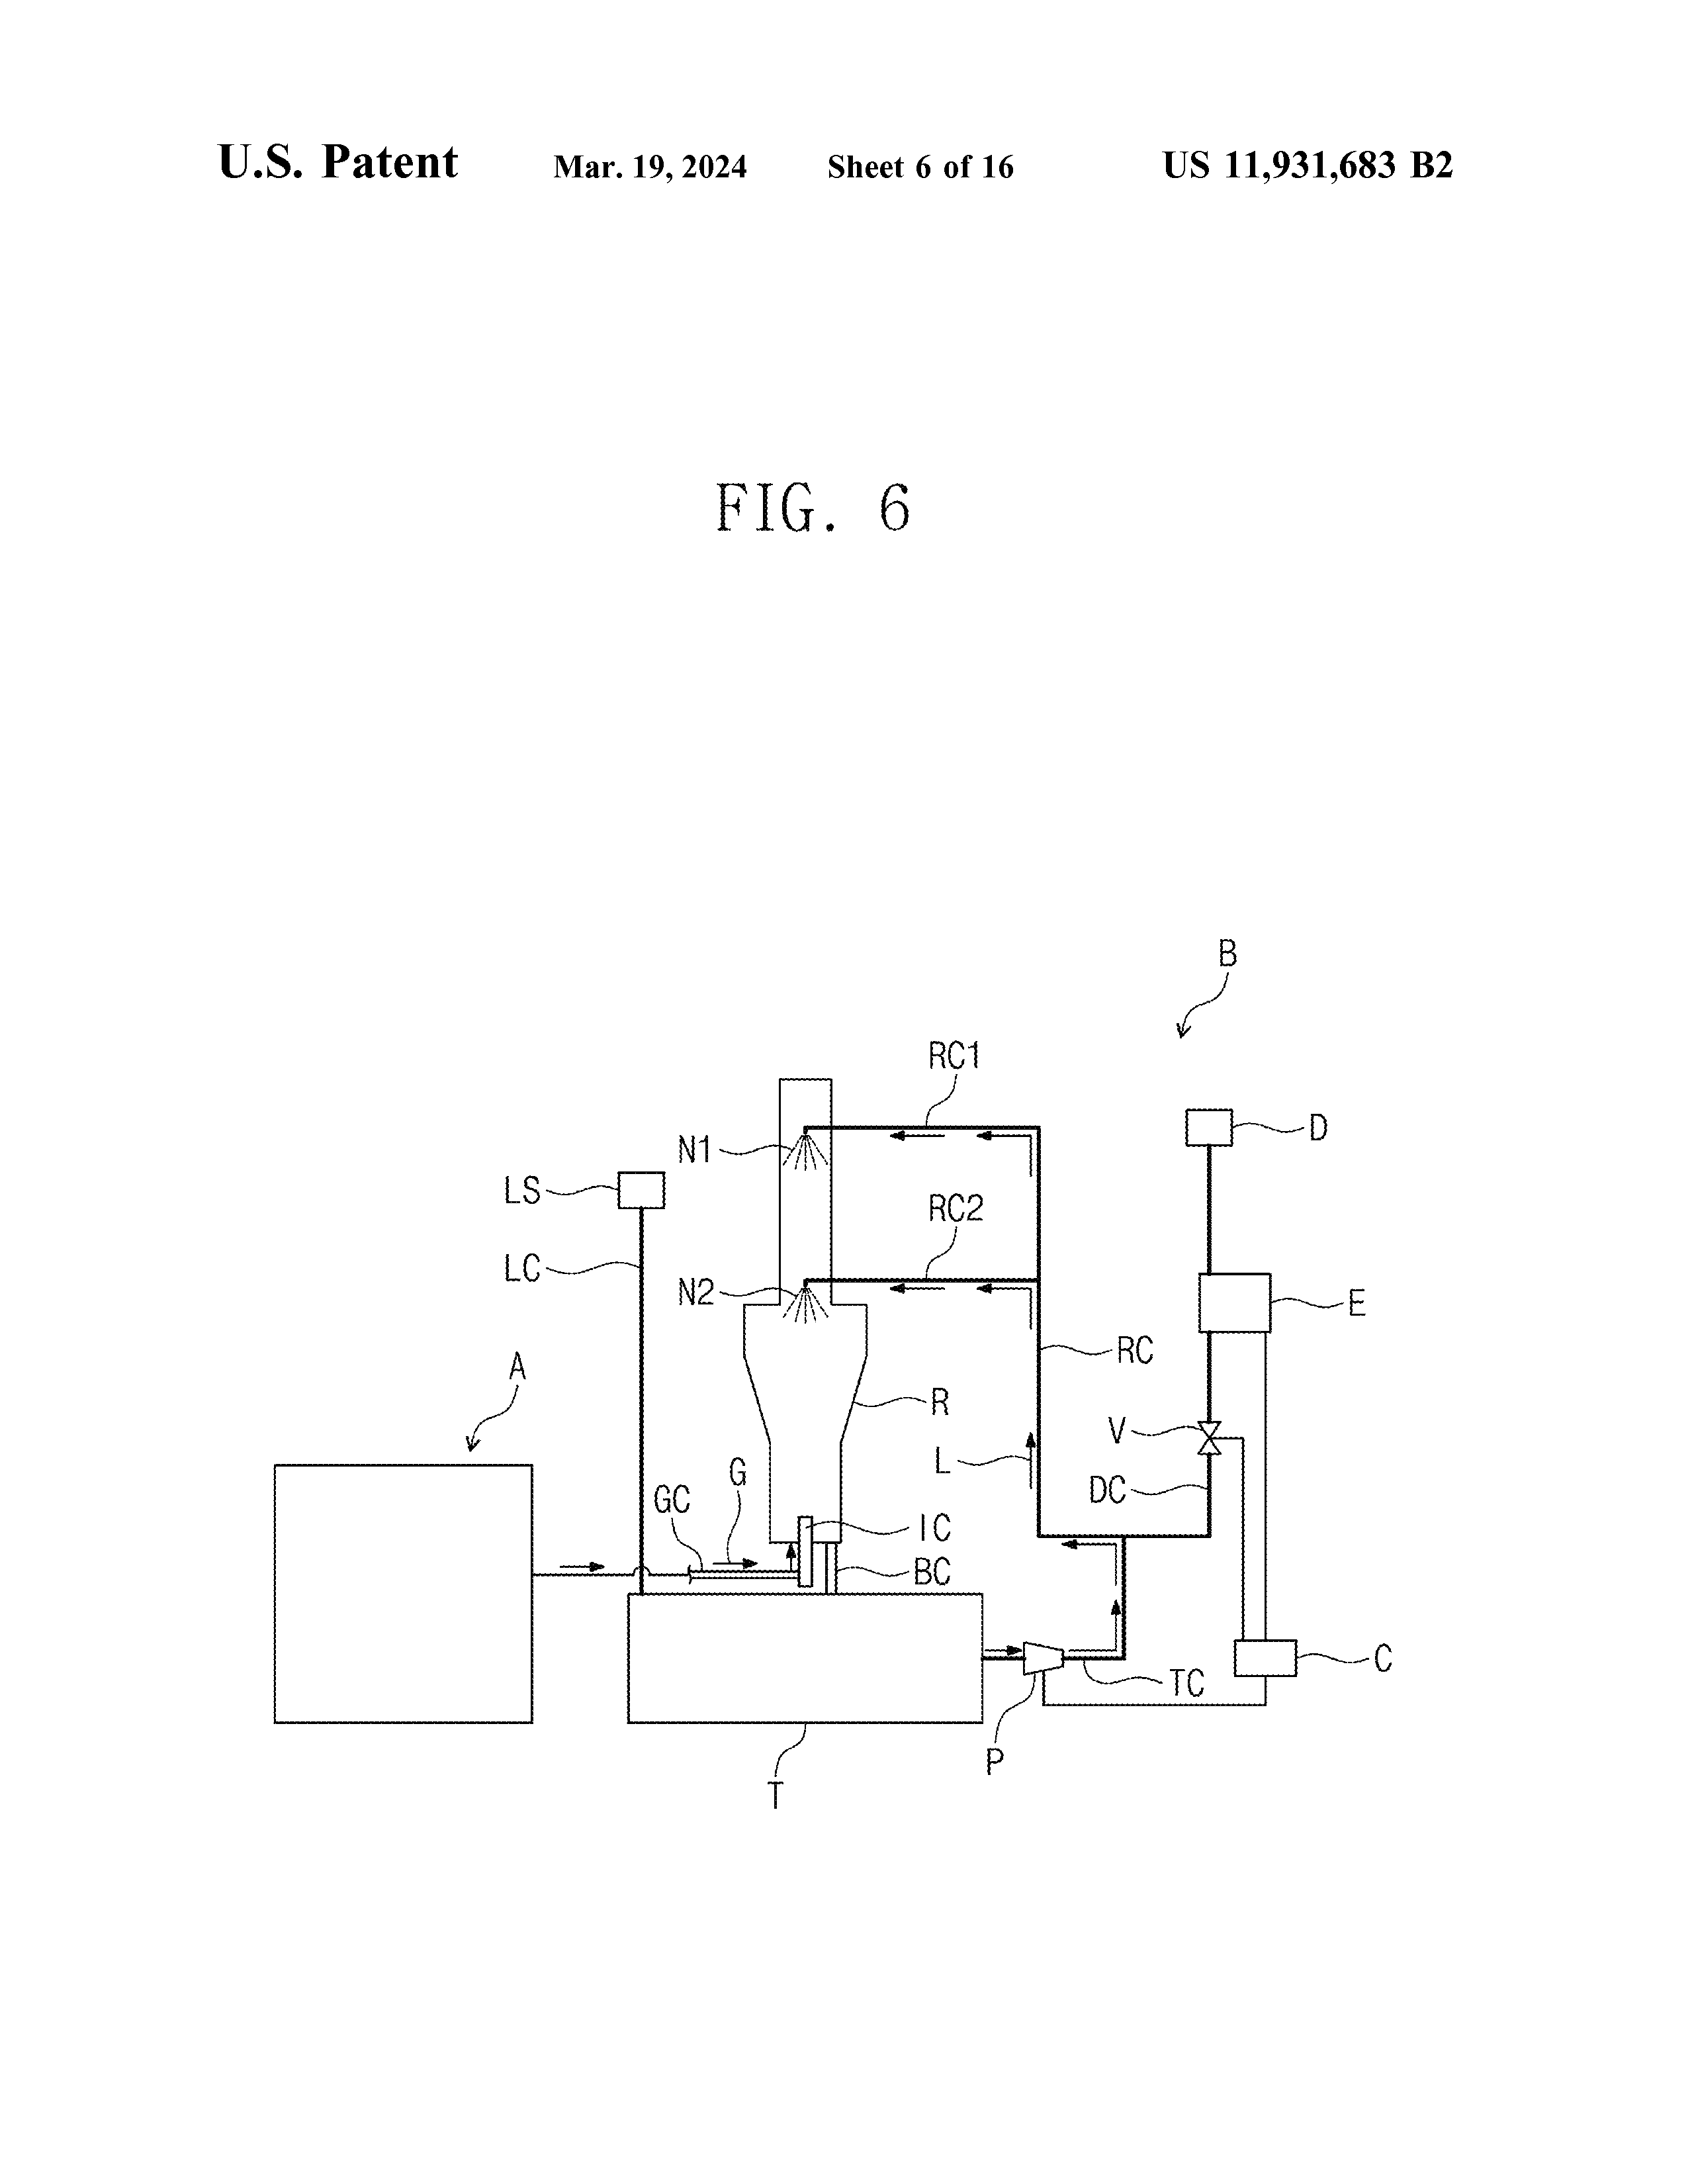 U.S. Patent Mar. 19, 2024 Sheet 6 of 16 US 11,931,683 B2
FIG. 6
B
RC1
D
N1
LS
RC2
LC
N2
E
RC
A
R
V
L
G
DC
GC
IC
BC
C
TC
P
T